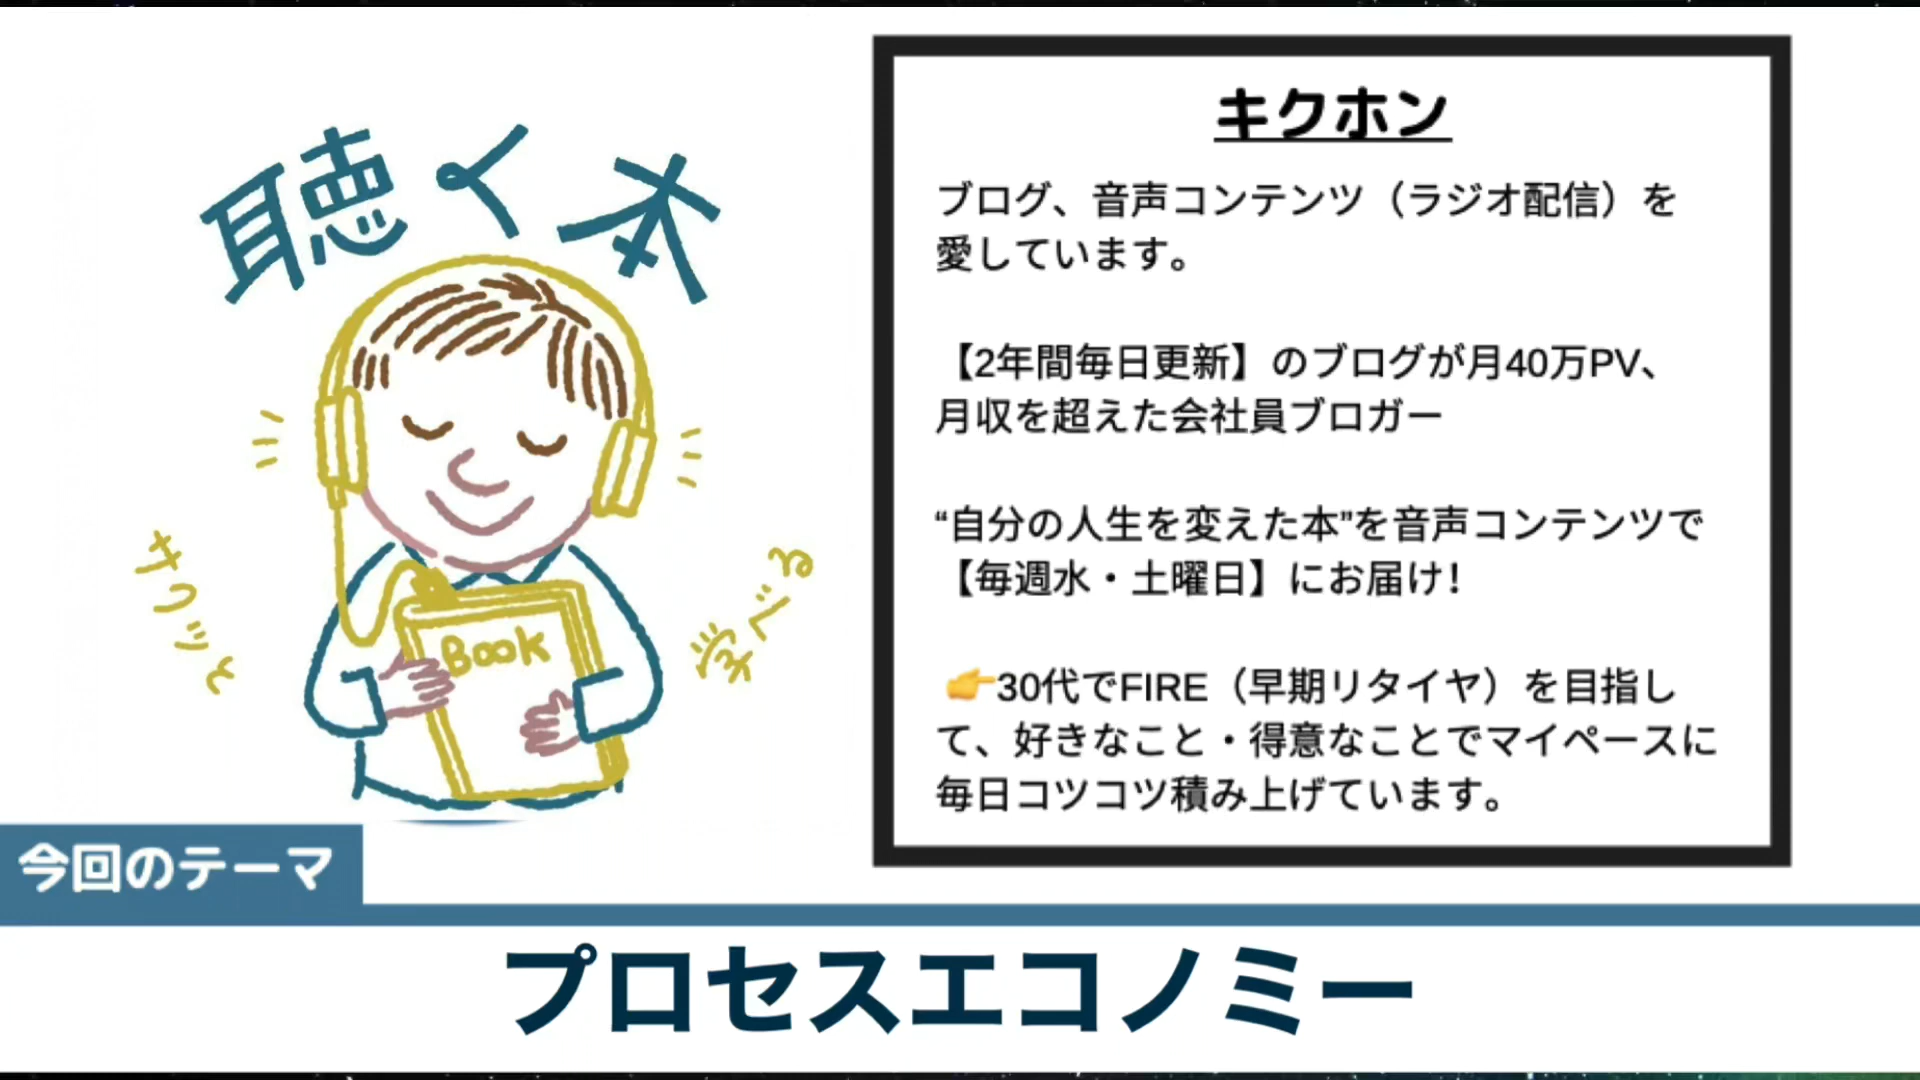 聴く本
キクッと
学べる
Book
キクホン
ブログ、音声コンテンツ（ラジオ配信）を
愛しています。
【2年間毎日更新】のブログが月40万PV、
月収を超えた会社員ブロガー
“自分の人生を変えた本”を音声コンテンツで
【毎週水・土曜日】にお届け！
👉30代でFIRE（早期リタイヤ）を目指し
て、好きなこと・得意なことでマイペースに
毎日コツコツ積み上げています。
今回のテーマ
プロセスエコノミー